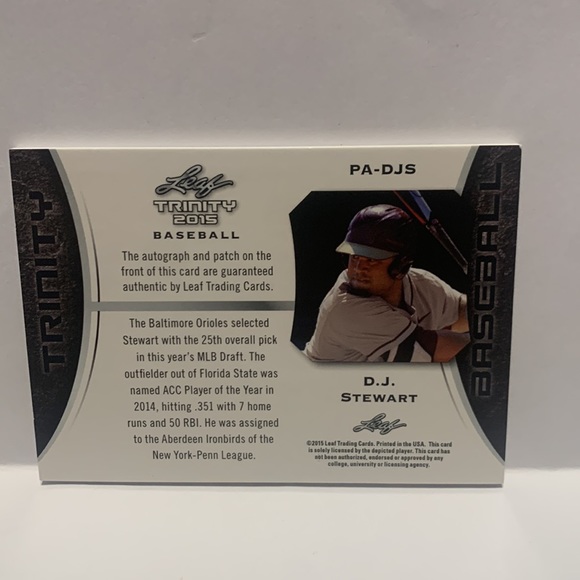 TRINITY
Leaf
TRINITY
2015
BASEBALL
The autograph and patch on the
front of this card are guaranteed
authentic by Leaf Trading Cards.
The Baltimore Orioles selected
Stewart with the 25th overall pick
in this year's MLB Draft. The
outfielder out of Florida State was
named ACC Player of the Year in
2014, hitting .351 with 7 home
runs and 50 RBI. He was assigned
to the Aberdeen Ironbirds of the
New York-Penn League.
PA-DJS
D.J.
STEWART
Leaf
©2015 Leaf Trading Cards. Printed in the USA. This card
is solely licensed by the depicted player. This card has
not been authorized, endorsed or approved by any
college, university or licensing agency.
BASEBALL